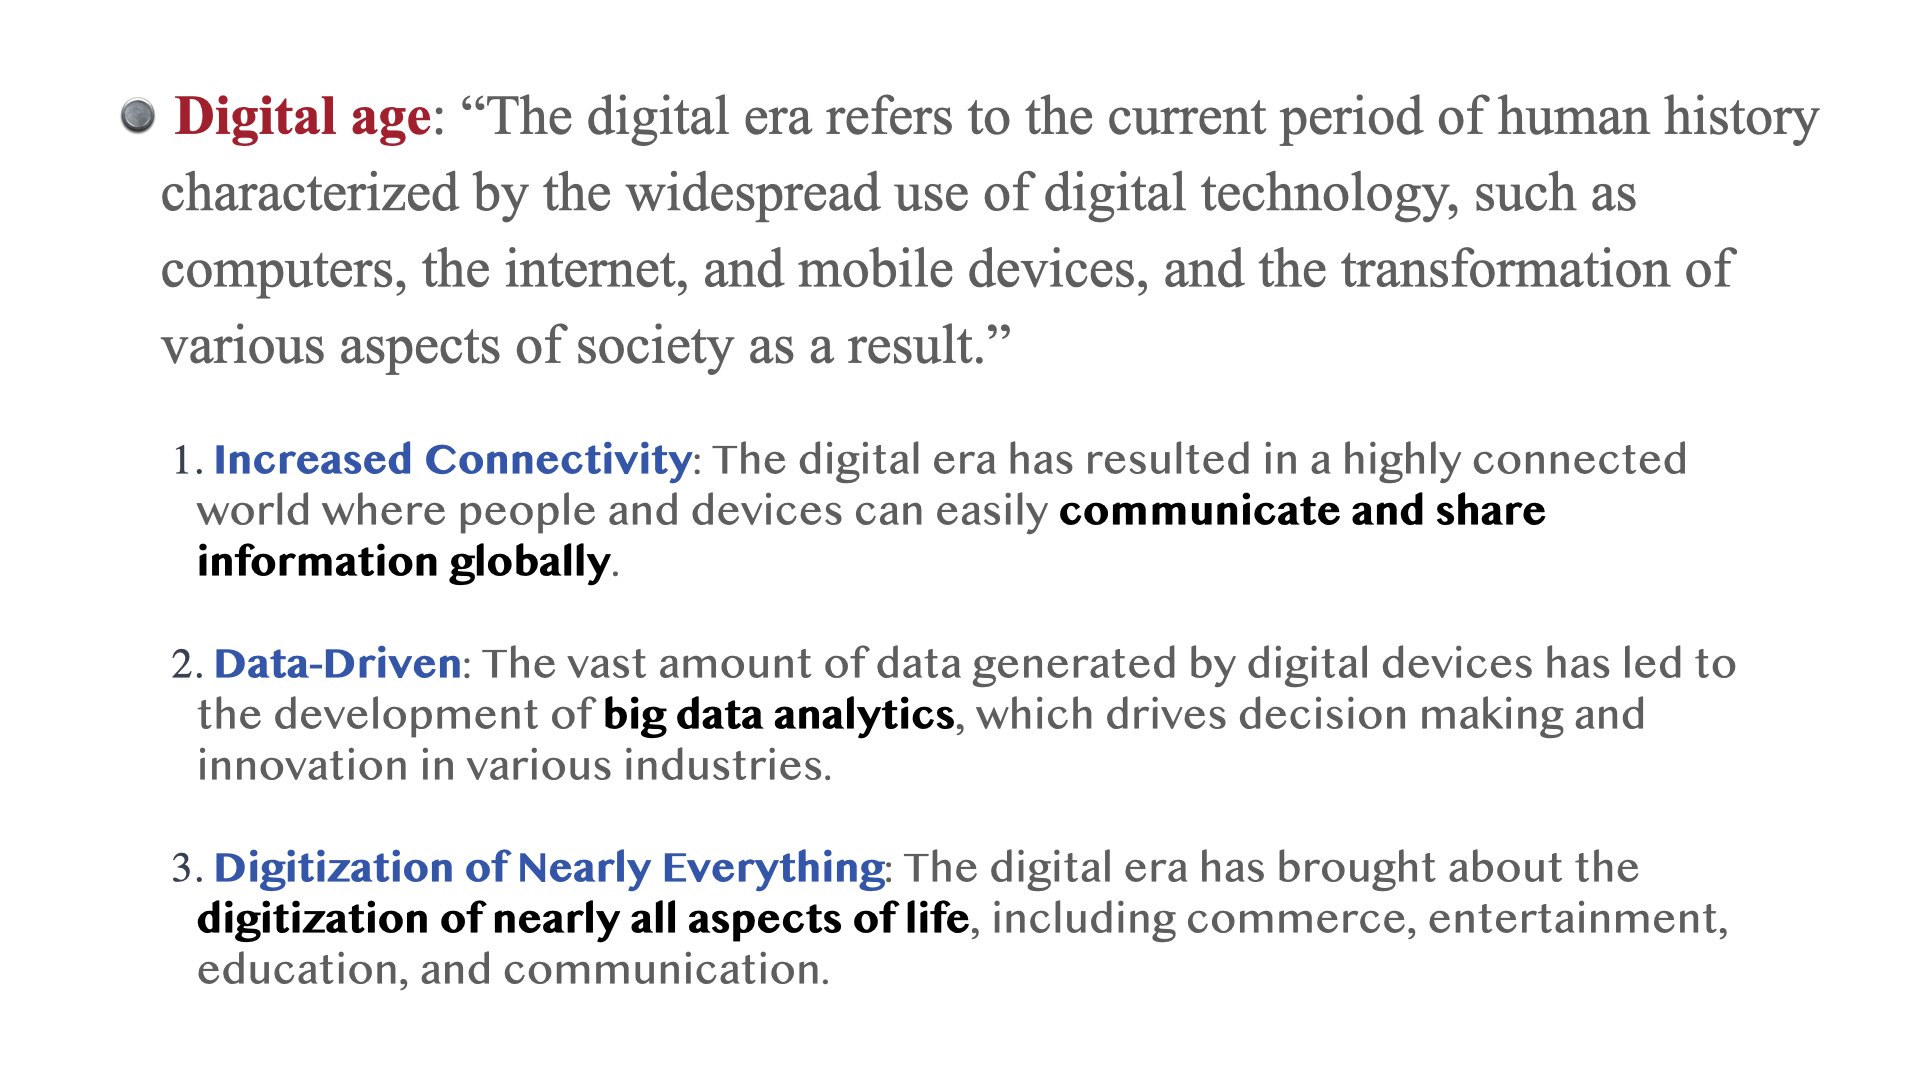 Digital age: “The digital era refers to the current period of human history
characterized by the widespread use of digital technology, such as
computers, the internet, and mobile devices, and the transformation of
various aspects of society as a result.”
1. Increased Connectivity: The digital era has resulted in a highly connected
world where people and devices can easily communicate and share
information globally.
2. Data-Driven: The vast amount of data generated by digital devices has led to
the development of big data analytics, which drives decision making and
innovation in various industries.
3. Digitization of Nearly Everything: The digital era has brought about the
digitization of nearly all aspects of life, including commerce, entertainment,
education, and communication.